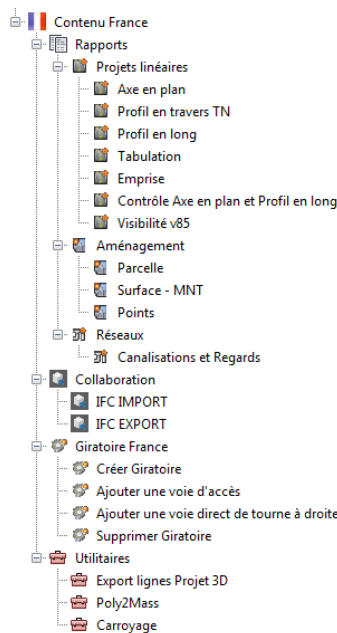 Contenu France
Rapports
Projets linéaires
Axe en plan
Profil en travers TN
Profil en long
Tabulation
Emprise
Contrôle Axe en plan et Profil en long
Visibilité v85
Aménagement
Parcelle
Surface - MNT
Points
Réseaux
Canalisations et Regards
Collaboration
IFC IMPORT
IFC EXPORT
Giratoire France
Créer Giratoire
Ajouter une voie d'accès
Ajouter une voie direct de tourne à droite
Supprimer Giratoire
Utilitaires
Export lignes Projet 3D
Poly2Mass
Carroyage